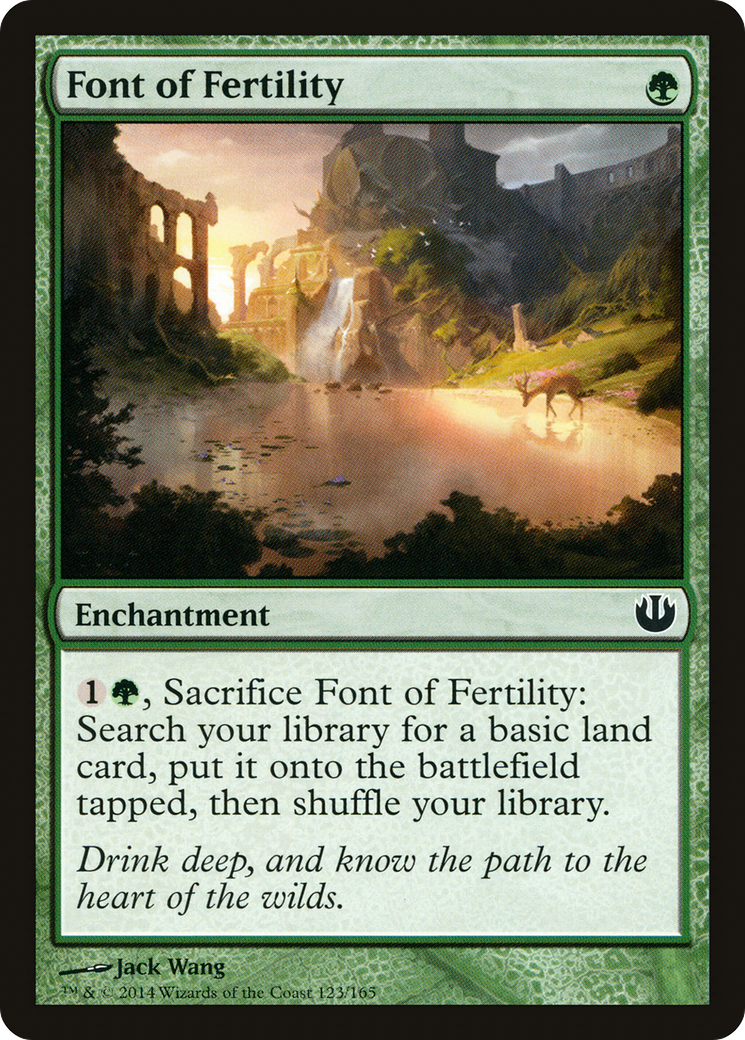 Font of Fertility
Enchantment
1, Sacrifice Font of Fertility:
Search your library for a basic land
card, put it onto the battlefield
tapped, then shuffle your library.
Drink deep, and know the path to the
heart of the wilds.
Jack Wang
™ & © 2014 Wizards of the Coast 123/165